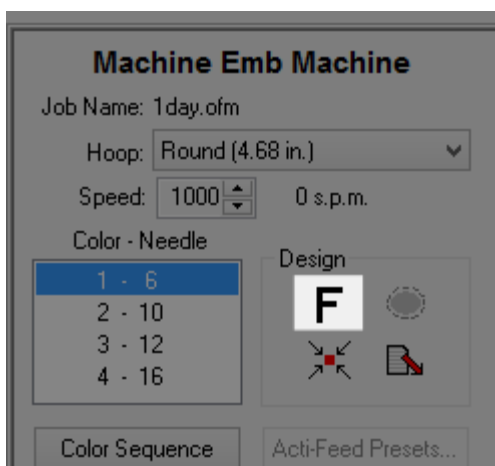 Machine Emb Machine
Job Name: 1day.ofm
Hoop: Round (4.68 in.)
Speed: 1000 0 s.p.m.
Color - Needle
1 - 6
2 - 10
3 - 12
4 - 16
Design
F
Color Sequence Acti-Feed Presets...